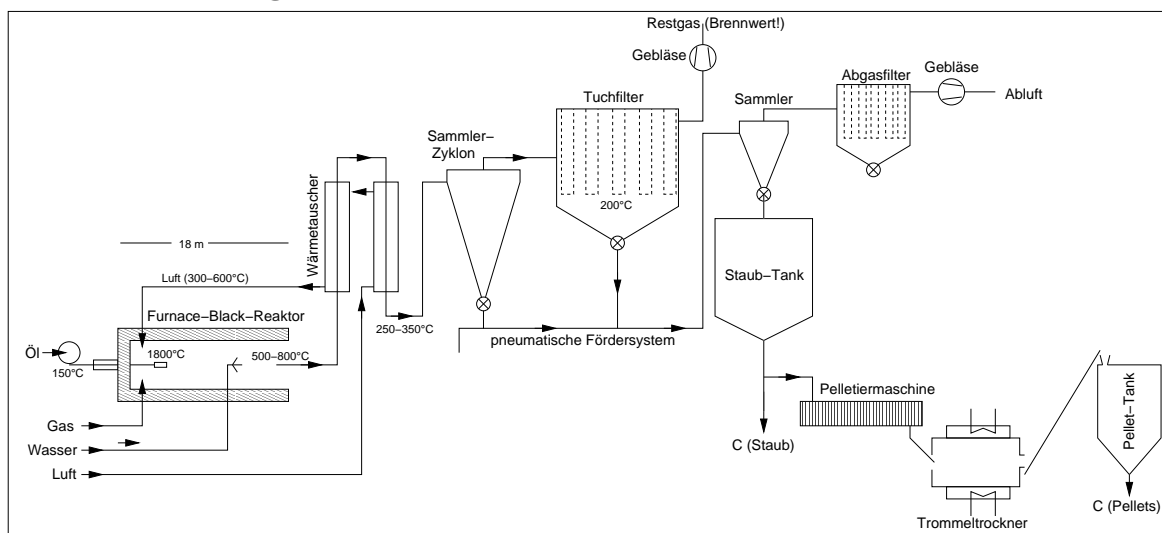 Restgas (Brennwert!)
Gebläse
Tuchfilter
Sammler
Abgasfilter
Gebläse
Abluft
Sammler–
Zyklon
Wärmetauscher
200°C
18 m
Luft (300–600°C)
Staub–Tank
Furnace–Black–Reaktor
250–350°C
pneumatische Fördersystem
Öl
1800°C
500–800°C
150°C
Pelletiermaschine
Pellet–Tank
Gas
Wasser
C (Staub)
Luft
C (Pellets)
Trommeltrockner